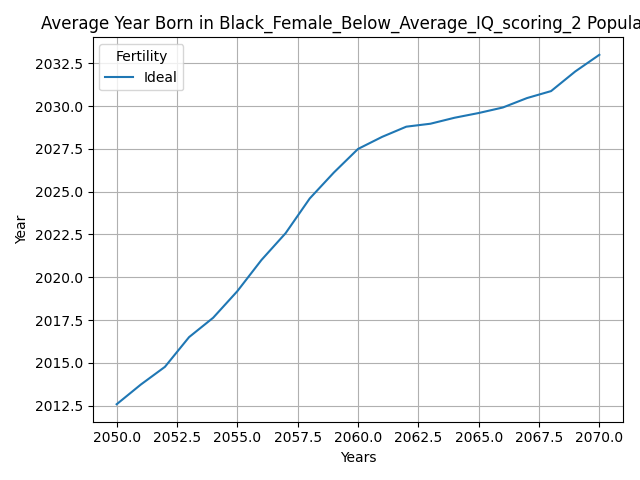 Average Year Born in Black_Female_Below_Average_IQ_scoring_2 Popula
Fertility
Ideal
2032.5
2030.0
2027.5
2025.0
2022.5
2020.0
2017.5
2015.0
2012.5
Year
2050.0 2052.5 2055.0 2057.5 2060.0 2062.5 2065.0 2067.5 2070.0
Years